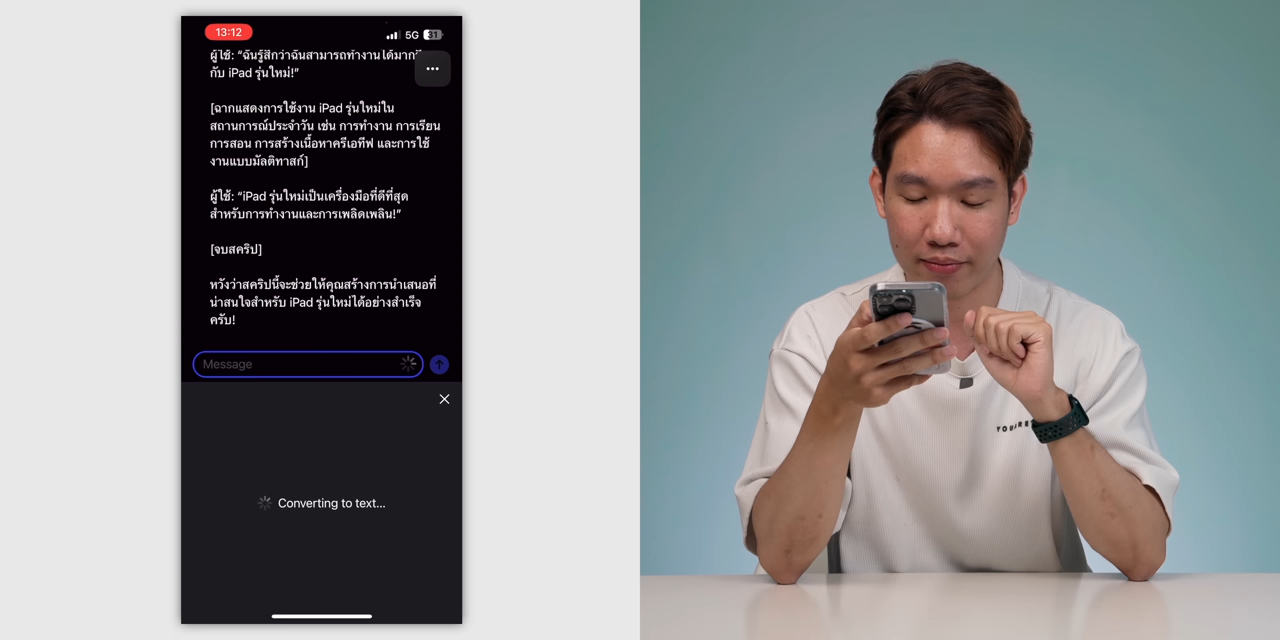 13:12
5G 31
ผู้ใช้: “ฉันรู้สึกว่าฉันสามารถทำงานได้มาก
กับ iPad รุ่นใหม่!”
[ฉากแสดงการใช้งาน iPad รุ่นใหม่ใน
สถานการณ์ประจำวัน เช่น การทำงาน การเรียน
การสอน การสร้างเนื้อหาครีเอทีฟ และการใช้
งานแบบมัลติทาสก์]
ผู้ใช้: “iPad รุ่นใหม่เป็นเครื่องมือที่ดีที่สุด
สำหรับการทำงานและการเพลิดเพลิน!”
[จบสคริป]
หวังว่าสคริปนี้จะช่วยให้คุณสร้างการนำเสนอที่
น่าสนใจสำหรับ iPad รุ่นใหม่ได้อย่างสำเร็จ
ครับ!
Message
Converting to text...